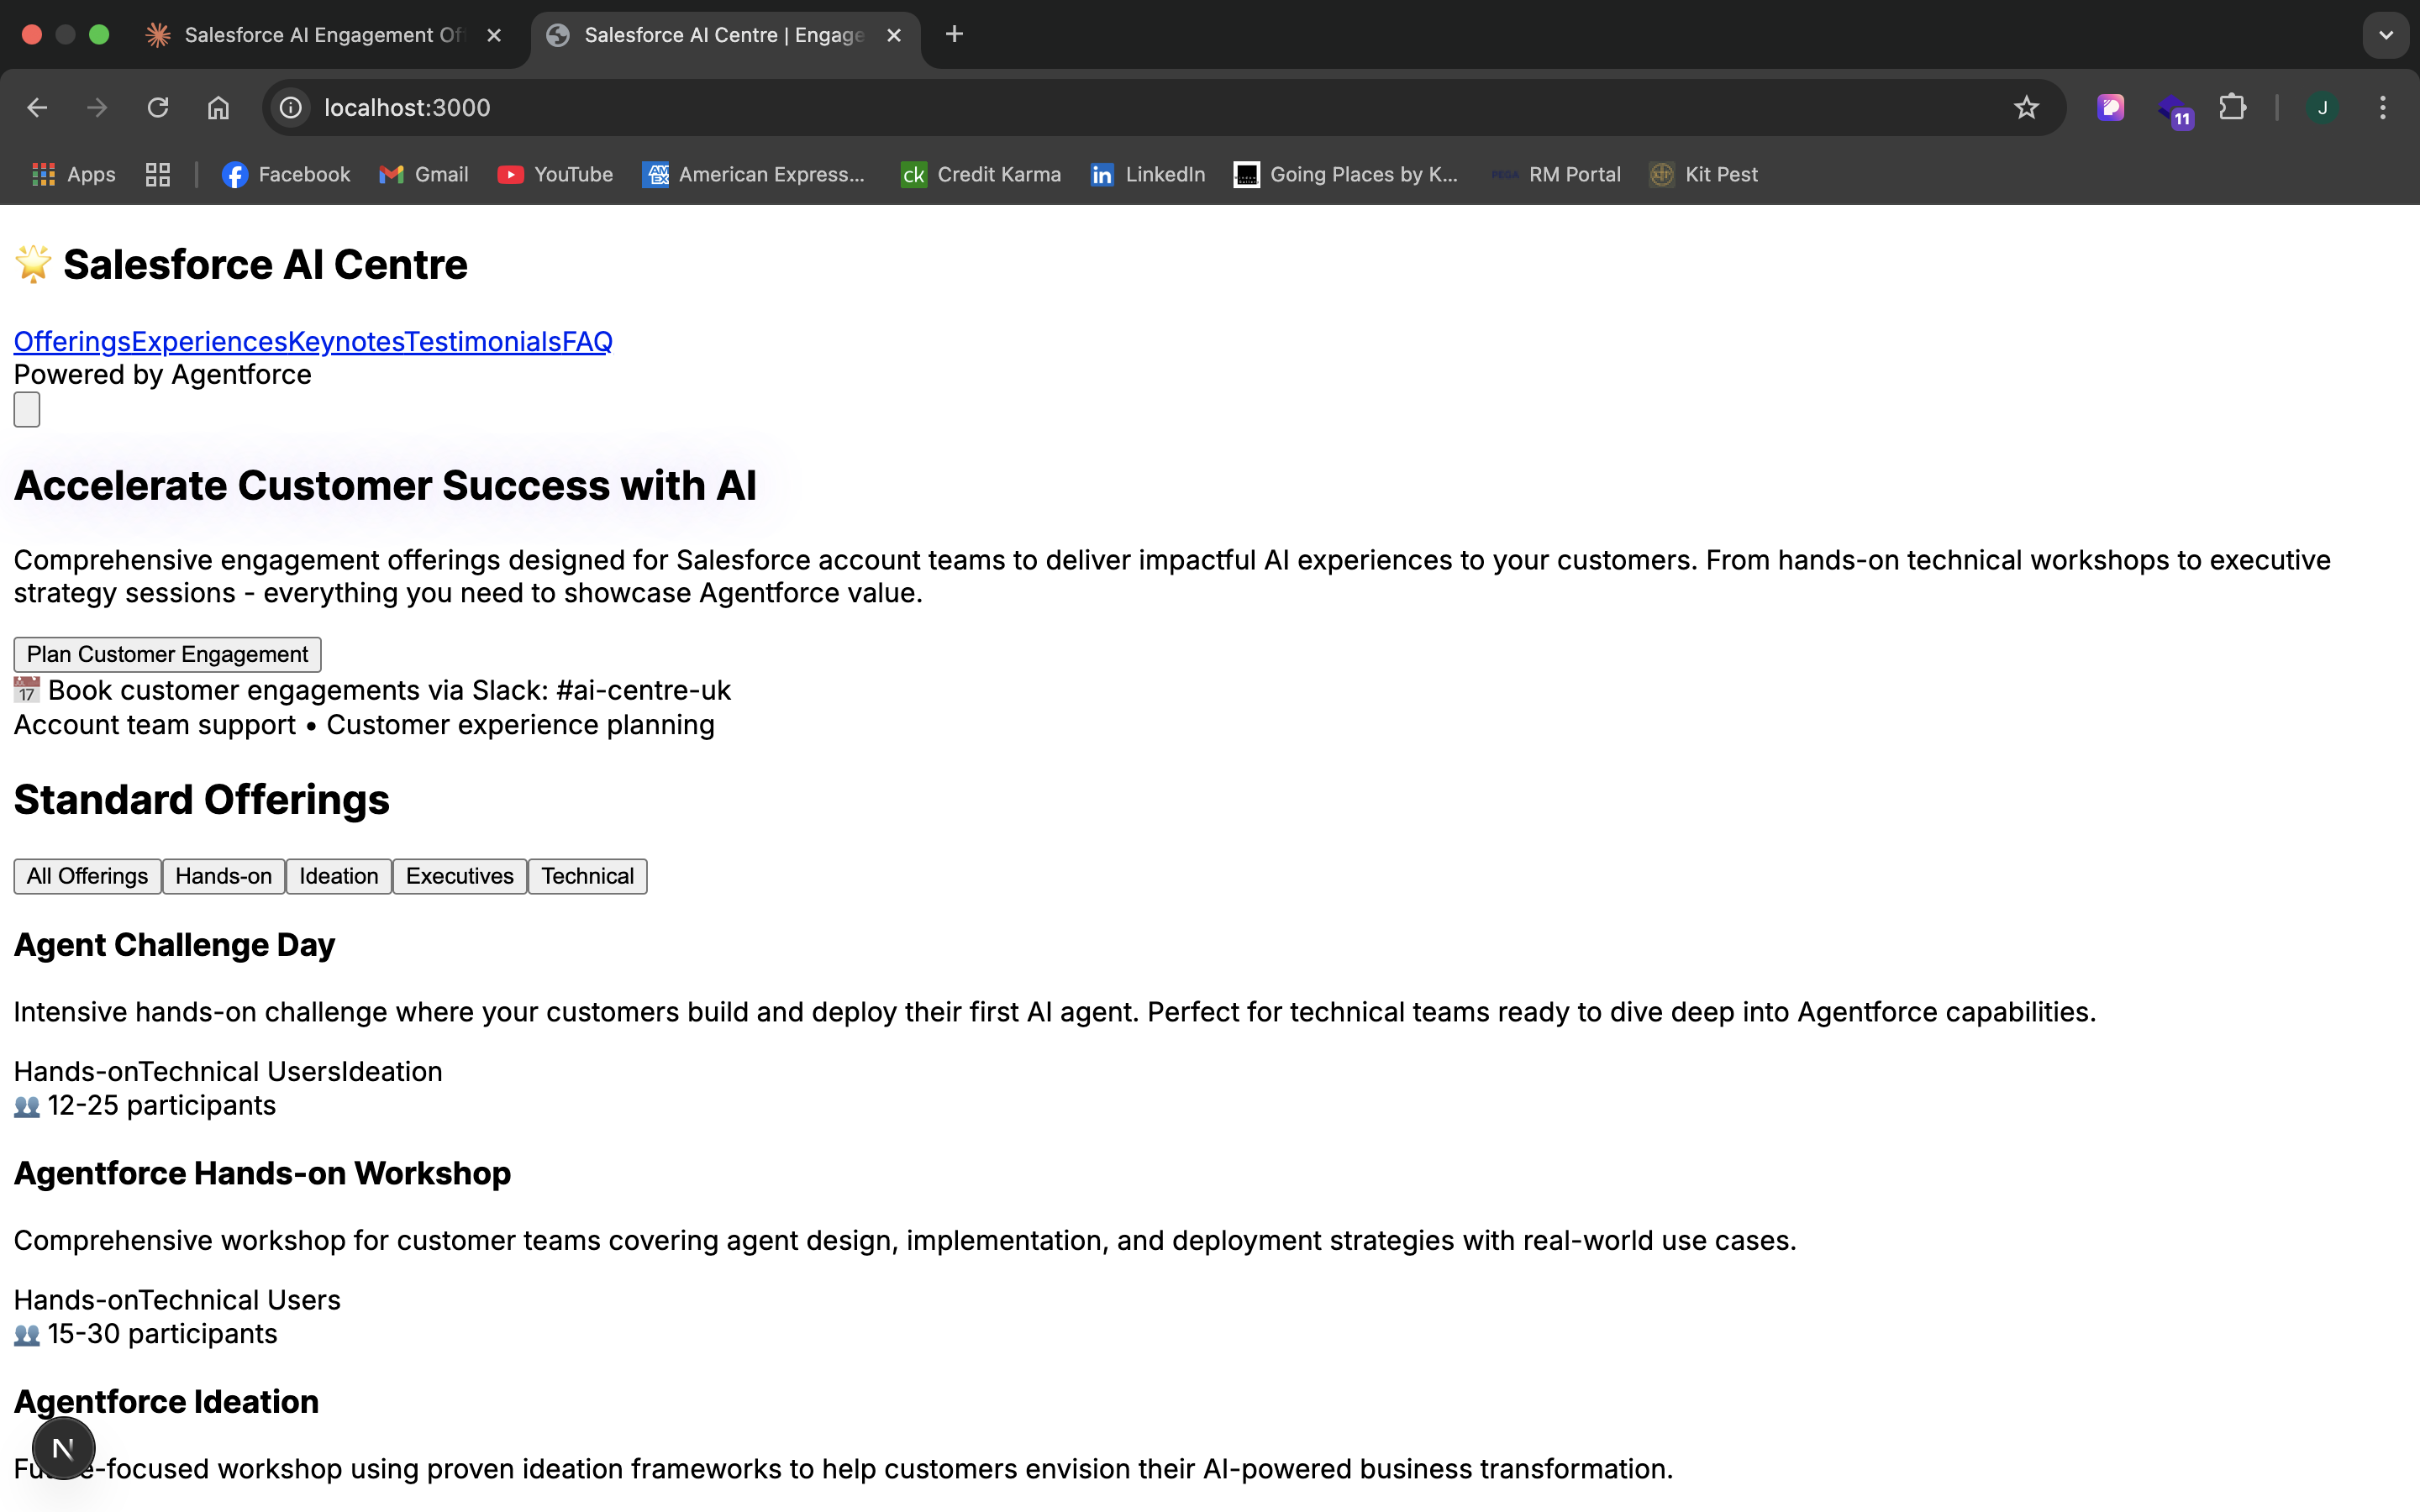 Salesforce AI Engagement Of
Salesforce AI Centre | Engage
localhost:3000
11
J
Apps
Facebook
Gmail
YouTube
AM EX
American Express...
ck
Credit Karma
in
LinkedIn
Going Places by K...
PEGA
RM Portal
Kit Pest
Salesforce AI Centre
OfferingsExperiencesKeynotesTestimonialsFAQ
Powered by Agentforce
Accelerate Customer Success with AI
Comprehensive engagement offerings designed for Salesforce account teams to deliver impactful AI experiences to your customers. From hands-on technical workshops to executive
strategy sessions - everything you need to showcase Agentforce value.
Plan Customer Engagement
17 Book customer engagements via Slack: #ai-centre-uk
Account team support • Customer experience planning
Standard Offerings
All Offerings
Hands-on
Ideation
Executives
Technical
Agent Challenge Day
Intensive hands-on challenge where your customers build and deploy their first AI agent. Perfect for technical teams ready to dive deep into Agentforce capabilities.
Hands-onTechnical UsersIdeation
12-25 participants
Agentforce Hands-on Workshop
Comprehensive workshop for customer teams covering agent design, implementation, and deployment strategies with real-world use cases.
Hands-onTechnical Users
15-30 participants
Agentforce Ideation
N
-focused workshop using proven ideation frameworks to help customers envision their AI-powered business transformation.